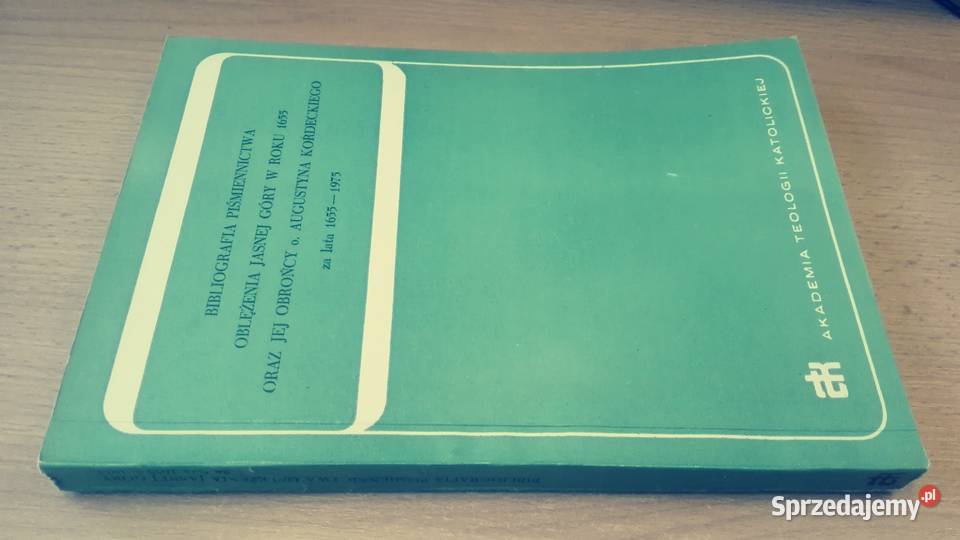 BIBLIOGRAFIA PIŚMIENNICTWA
OBLĘŻENIA JASNEJ GÓRY W ROKU 1655
ORAZ JEJ OBROŃCY o. AUGUSTYNA KORDECKIEGO
za lata 1655—1975
atk AKADEMIA TEOLOGII KATOLICKIEJ
Sprzedajemy.pl